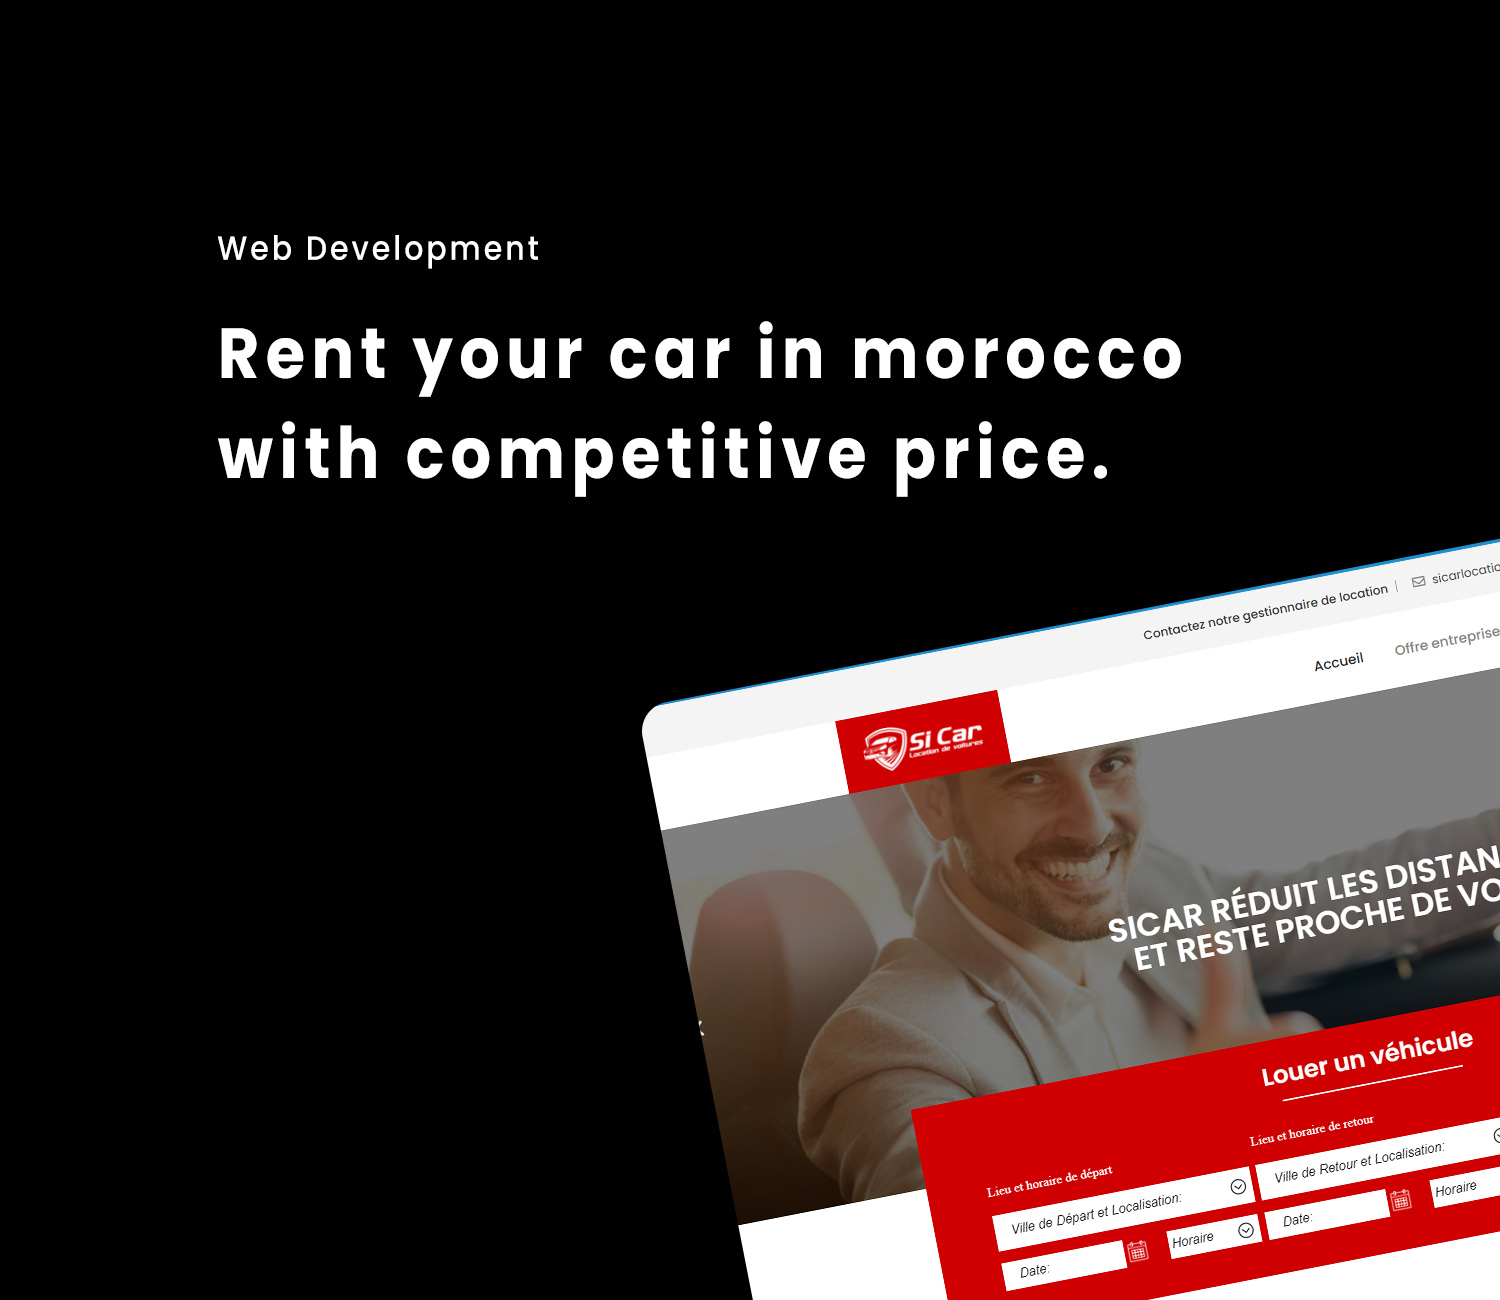 Web Development
Rent your car in morocco
with competitive price.
Contactez notre gestionnaire de location
Accueil
Offre entreprise
Si Car
Location de voitures
SICAR RÉDUIT LES
ET RESTE PROCHE DE
Louer un véhicule
Lieu et horaire de départ
Lieu et horaire de retour
Ville de Départ et Localisation:
Ville de Retour et Localisation:
Date:
Horaire
Date:
Horaire